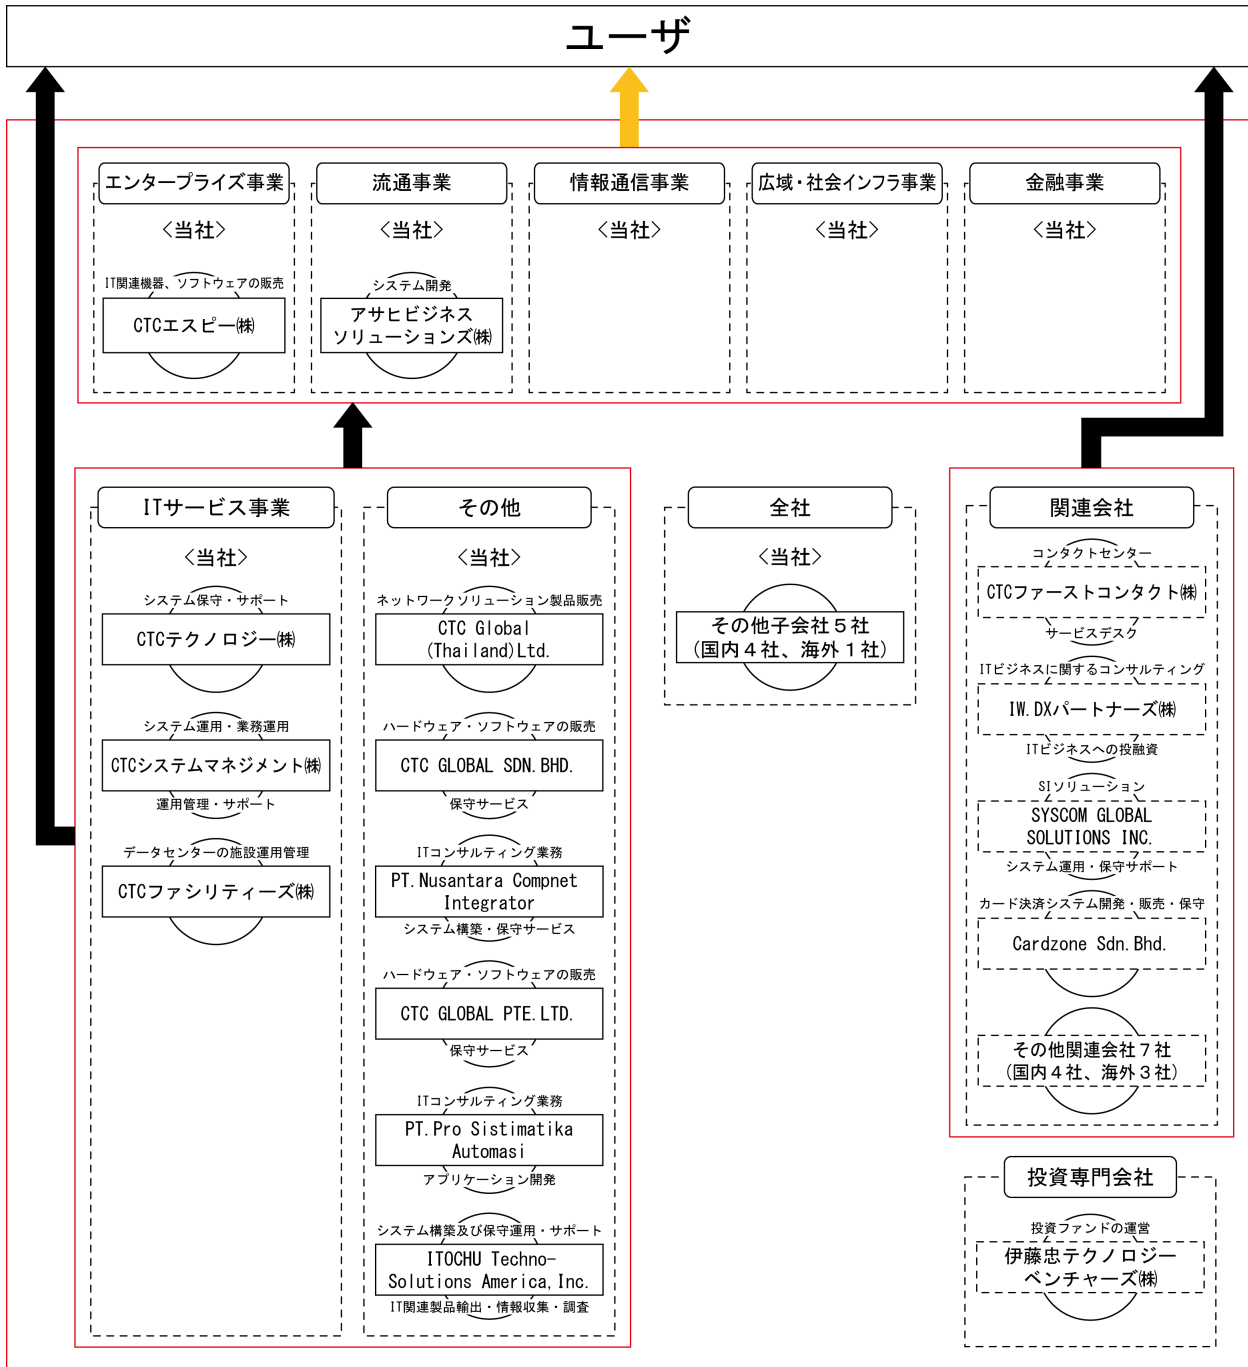 ユーザ
エンタープライズ事業
〈当社〉
IT関連機器、ソフトウェアの販売
CTCエスピー㈱
流通事業
〈当社〉
システム開発
アサヒビジネス
ソリューションズ㈱
情報通信事業
〈当社〉
広域・社会インフラ事業
〈当社〉
金融事業
〈当社〉
ITサービス事業
〈当社〉
システム保守・サポート
CTCテクノロジー㈱
システム運用・業務運用
CTCシステムマネジメント㈱
運用管理・サポート
データセンターの施設運用管理
CTCファシリティーズ㈱
その他
〈当社〉
ネットワークソリューション製品販売
CTC Global
(Thailand)Ltd.
ハードウェア・ソフトウェアの販売
CTC GLOBAL SDN.BHD.
保守サービス
ITコンサルティング業務
PT.Nusantara Compnet
Integrator
システム構築・保守サービス
ハードウェア・ソフトウェアの販売
CTC GLOBAL PTE.LTD.
保守サービス
ITコンサルティング業務
PT.Pro Sistimatika
Automasi
アプリケーション開発
システム構築及び保守運用・サポート
ITOCHU Techno-
Solutions America,Inc.
IT関連製品輸出・情報収集・調査
全社
〈当社〉
その他子会社５社
(国内４社、海外１社)
関連会社
コンタクトセンター
CTCファーストコンタクト㈱
サービスデスク
ITビジネスに関するコンサルティング
IW.DXパートナーズ㈱
ITビジネスへの投融資
SIソリューション
SYSCOM GLOBAL
SOLUTIONS INC.
システム運用・保守サポート
カード決済システム開発・販売・保守
Cardzone Sdn.Bhd.
その他関連会社７社
(国内４社、海外３社)
投資専門会社
投資ファンドの運営
伊藤忠テクノロジー
ベンチャーズ㈱